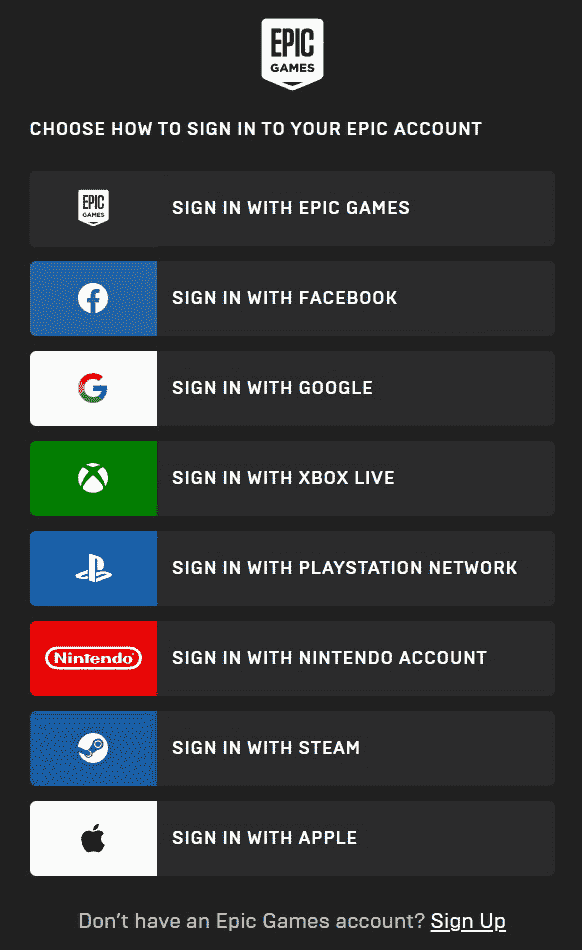 EPIC
GAMES
CHOOSE HOW TO SIGN IN TO YOUR EPIC ACCOUNT
EPIC
GAMES
SIGN IN WITH EPIC GAMES
SIGN IN WITH FACEBOOK
SIGN IN WITH GOOGLE
SIGN IN WITH XBOX LIVE
SIGN IN WITH PLAYSTATION NETWORK
Nintendo
SIGN IN WITH NINTENDO ACCOUNT
SIGN IN WITH STEAM
SIGN IN WITH APPLE
Don't have an Epic Games account? Sign Up